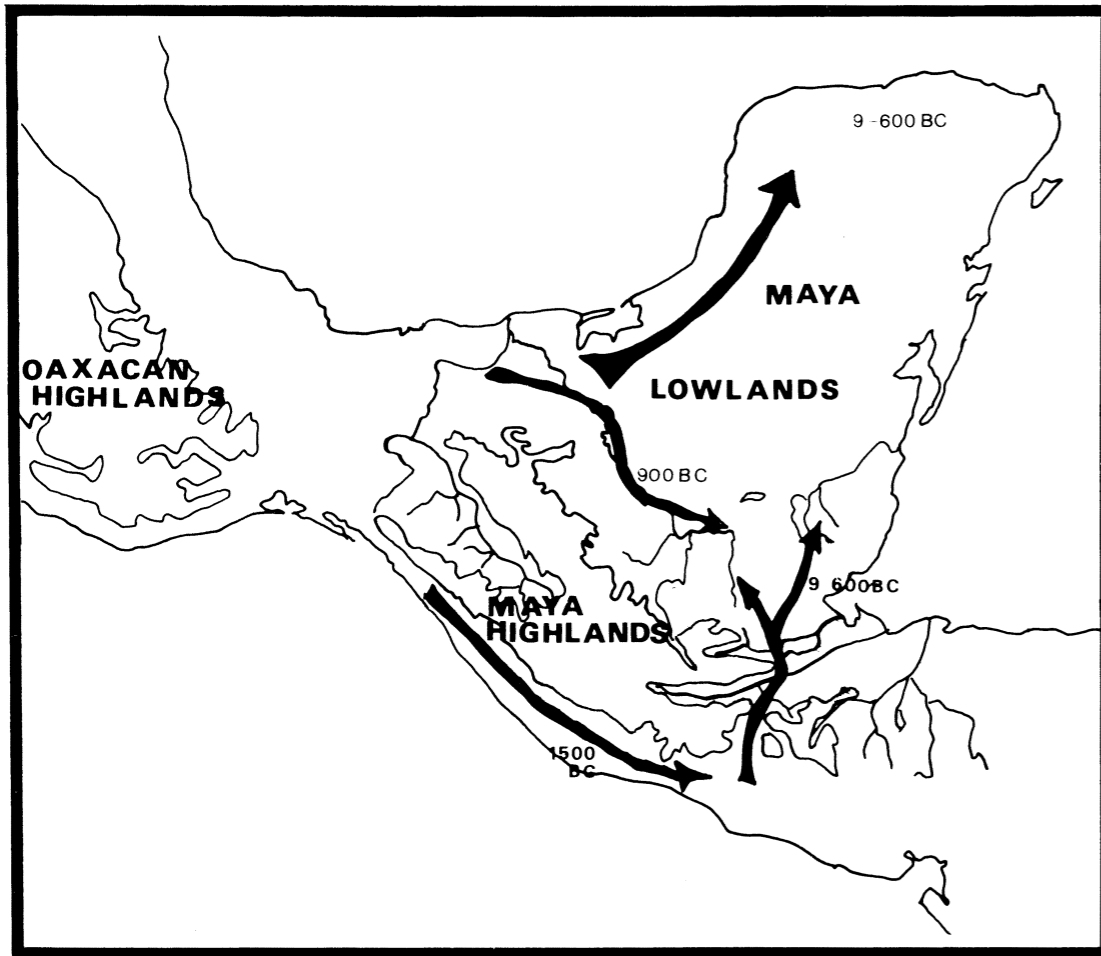 9-600 BC
MAYA
LOWLANDS
OAXACAN
HIGHLANDS
900 BC
9 600BC
MAYA
HIGHLANDS
1500
BC